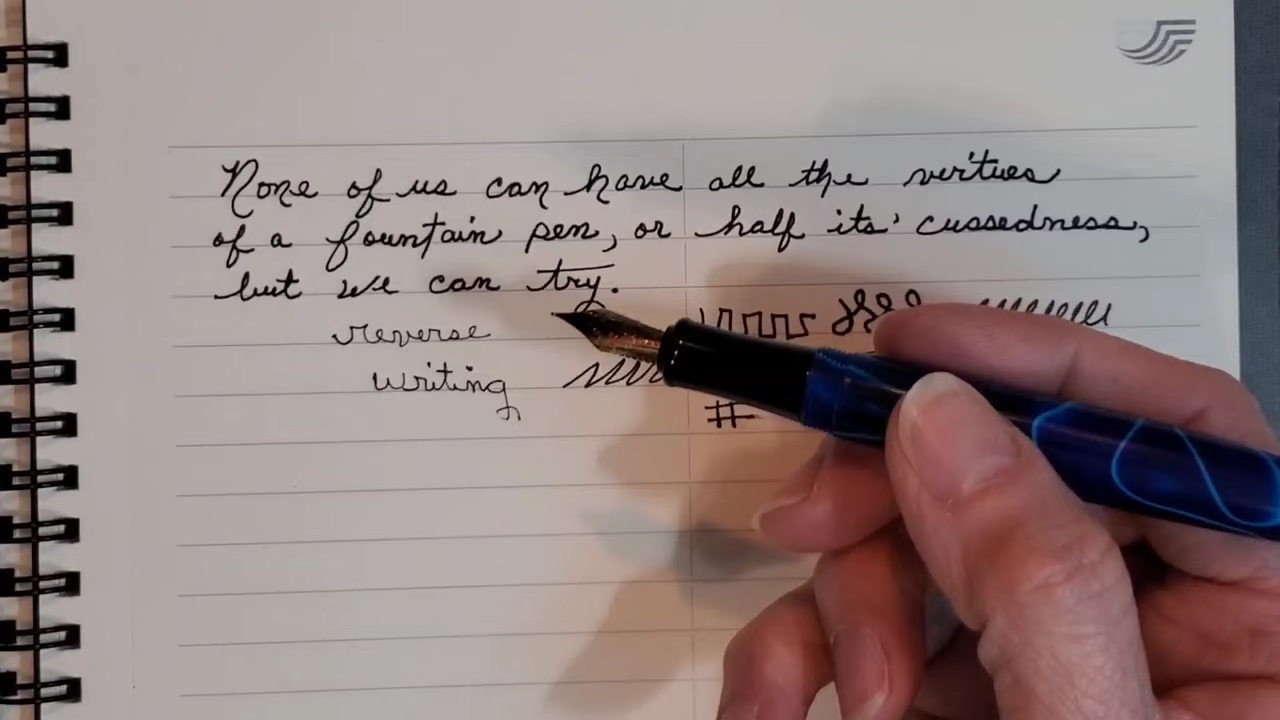 None of us can have all the virtues
of a fountain pen, or half its' cussedness,
but we can try.
reverse
writing
#